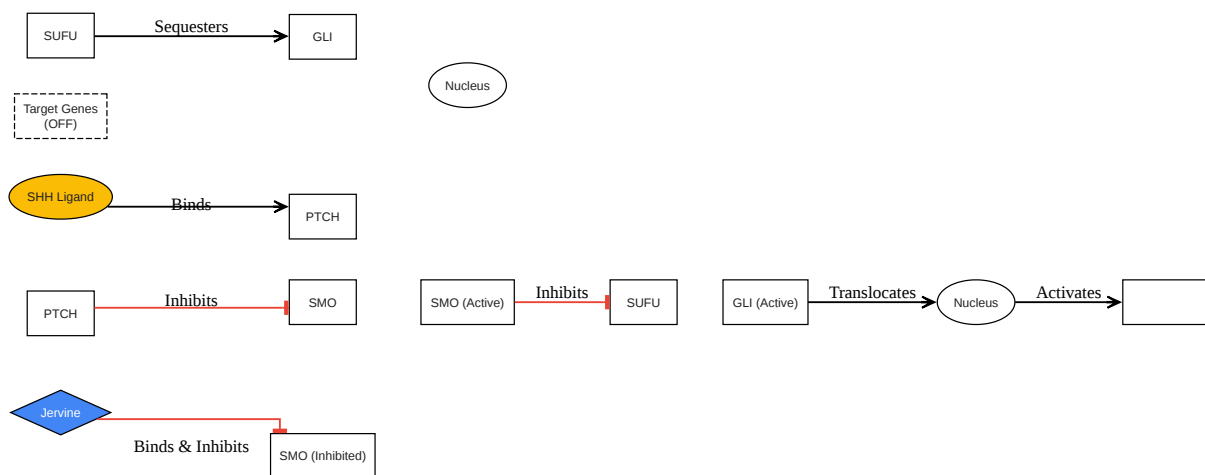 SUFU
Sequesters
GLI
Nucleus
Target Genes
(OFF)
SHH Ligand
Binds
PTCH
PTCH
Inhibits
SMO
SMO (Active)
Inhibits
SUFU
GLI (Active)
Translocates
Nucleus
Activates
Jervine
Binds & Inhibits
SMO (Inhibited)